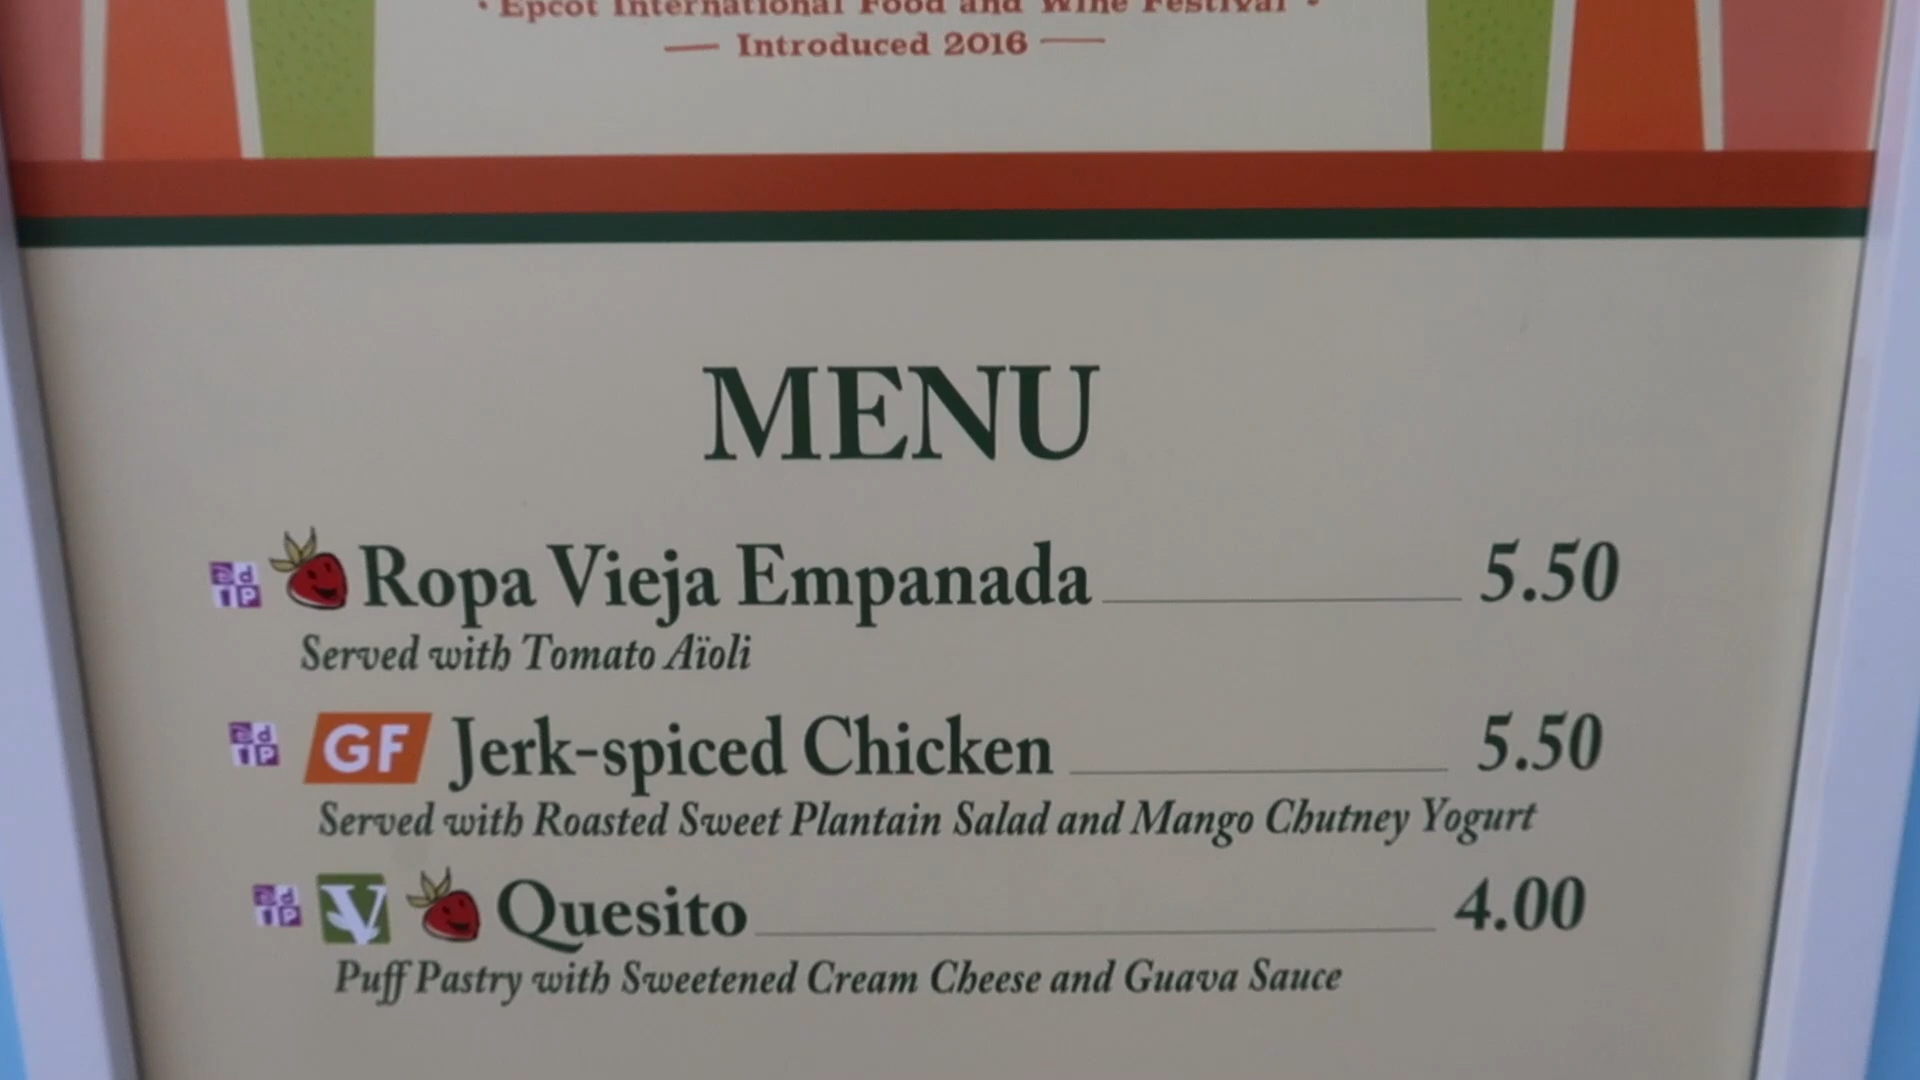 • Epcot International Food and Wine Festival •
Introduced 2016
MENU
Ropa Vieja Empanada 5.50
Served with Tomato Aïoli
GF Jerk-spiced Chicken 5.50
Served with Roasted Sweet Plantain Salad and Mango Chutney Yogurt
V Quesito 4.00
Puff Pastry with Sweetened Cream Cheese and Guava Sauce